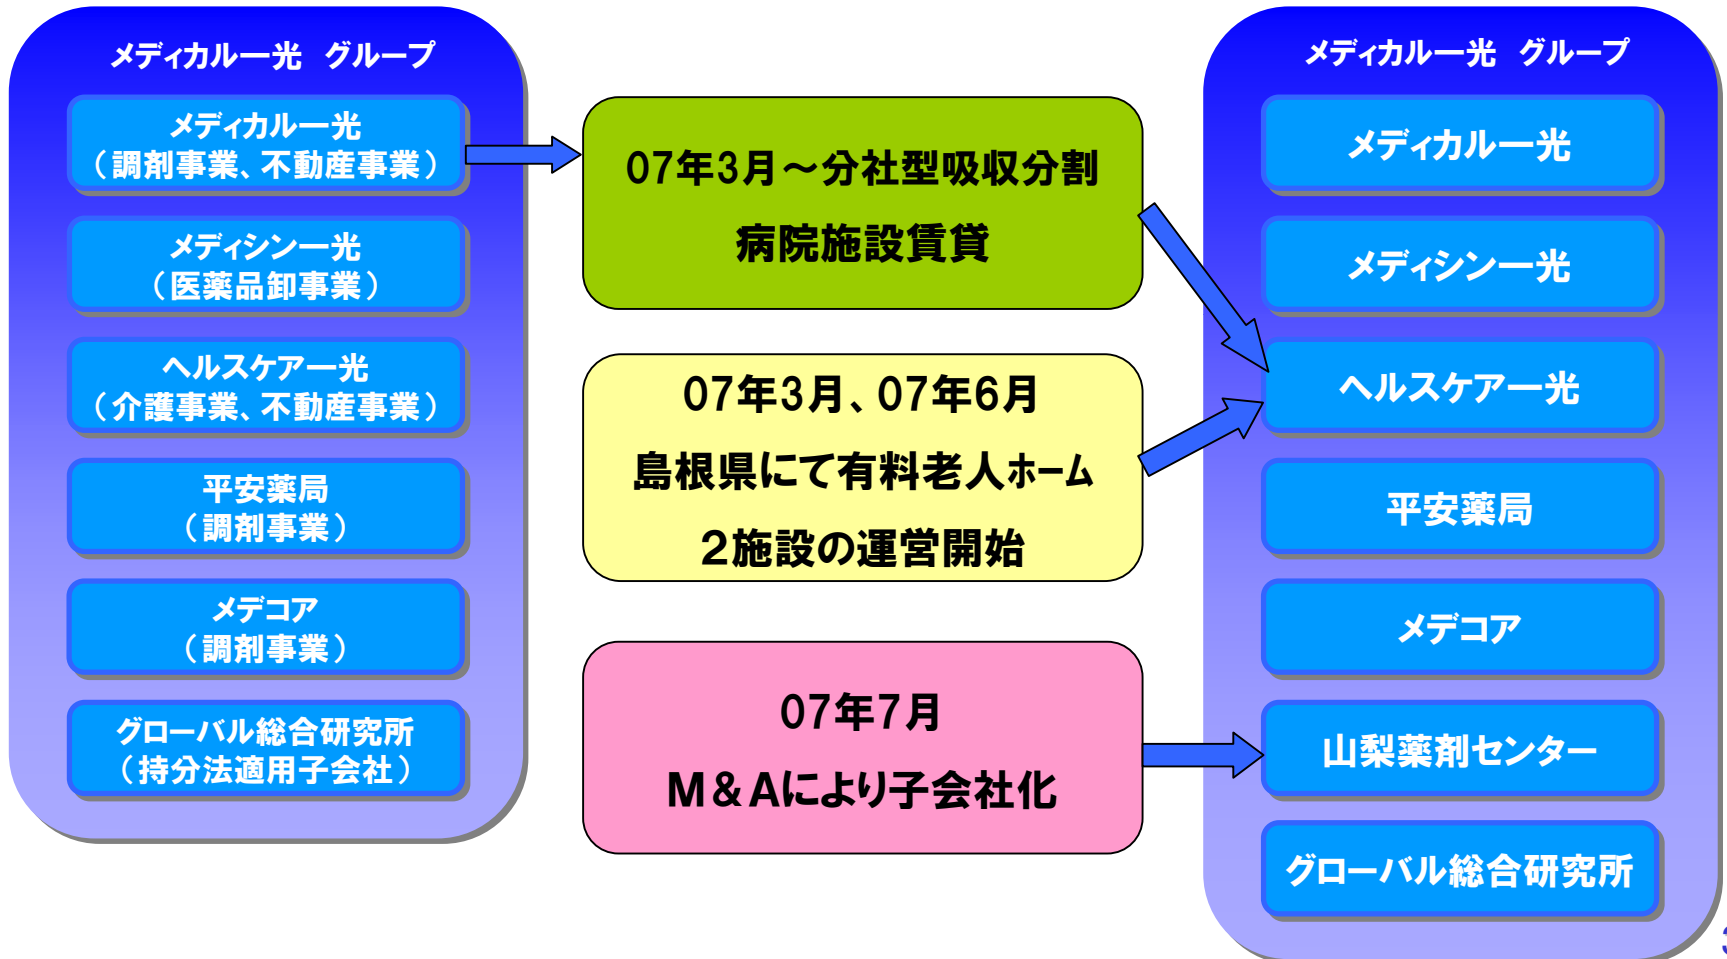 メディカル一光 グループ
メディカル一光
(調剤事業、不動産事業)
メディシン一光
(医薬品卸事業)
ヘルスケア一光
(介護事業、不動産事業)
平安薬局
(調剤事業)
メデコア
(調剤事業)
グローバル総合研究所
(持分法適用子会社)
07年3月~分社型吸収分割
病院施設賃貸
07年3月、07年6月
島根県にて有料老人ホーム
2施設の運営開始
07年7月
M&Aにより子会社化
メディカル一光 グループ
メディカル一光
メディシン一光
ヘルスケア一光
平安薬局
メデコア
山梨薬剤センター
グローバル総合研究所